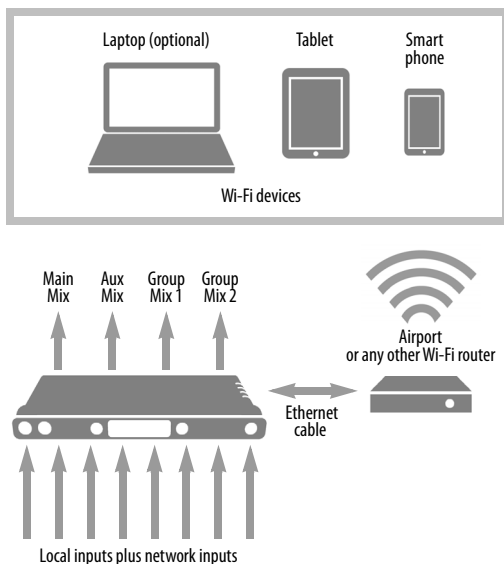 Laptop (optional)
Tablet
Smart
phone
Wi-Fi devices
Main
Mix
Aux
Mix
Group
Mix 1
Group
Mix 2
Airport
or any other Wi-Fi router
Ethernet
cable
Local inputs plus network inputs